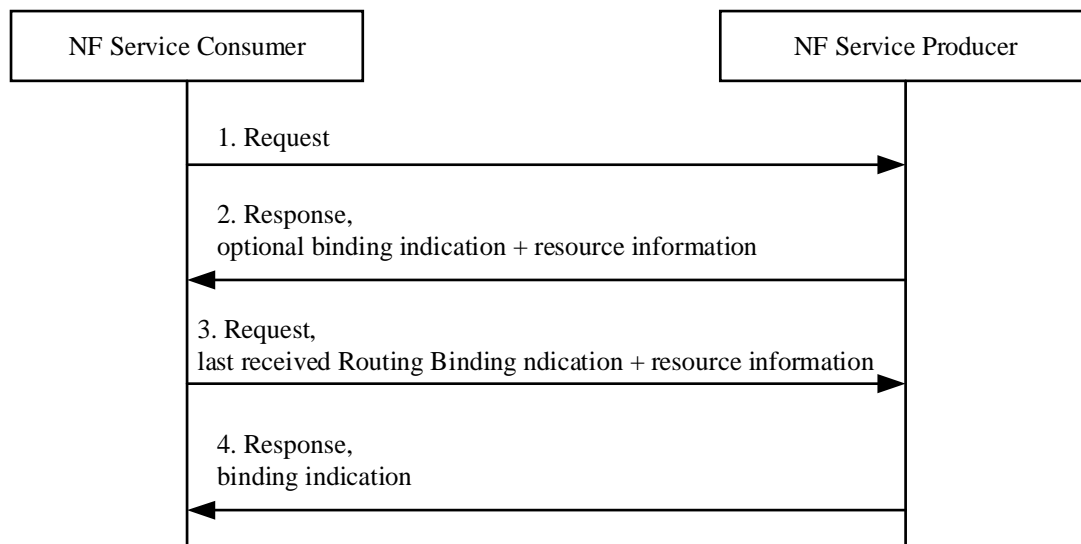 NF Service Consumer
NF Service Producer
1. Request
2. Response,
optional binding indication + resource information
3. Request,
last received Routing Binding ndication + resource information
4. Response,
binding indication